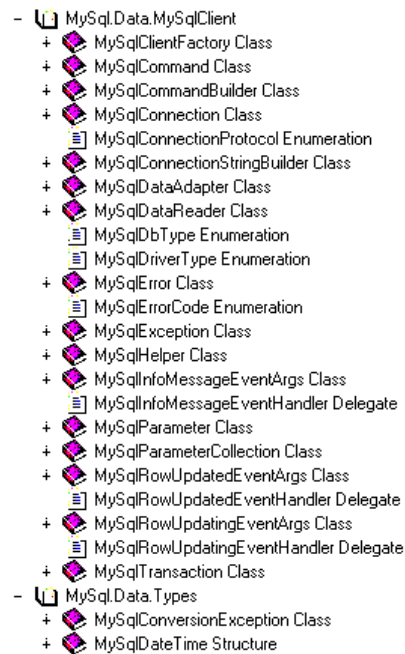 MySql.Data.MySqlClient
MySqlClientFactory Class
MySqlCommand Class
MySqlCommandBuilder Class
MySqlConnection Class
MySqlConnectionProtocol Enumeration
MySqlConnectionStringBuilder Class
MySqlDataAdapter Class
MySqlDataReader Class
MySqlDbType Enumeration
MySqlDriverType Enumeration
MySqlError Class
MySqlErrorCode Enumeration
MySqlException Class
MySqlHelper Class
MySqlInfoMessageEventArgs Class
MySqlInfoMessageEventHandler Delegate
MySqlParameter Class
MySqlParameterCollection Class
MySqlRowUpdatedEventArgs Class
MySqlRowUpdatedEventHandler Delegate
MySqlRowUpdatingEventArgs Class
MySqlRowUpdatingEventHandler Delegate
MySqlTransaction Class
MySql.Data.Types
MySqlConversionException Class
MySqlDateTime Structure